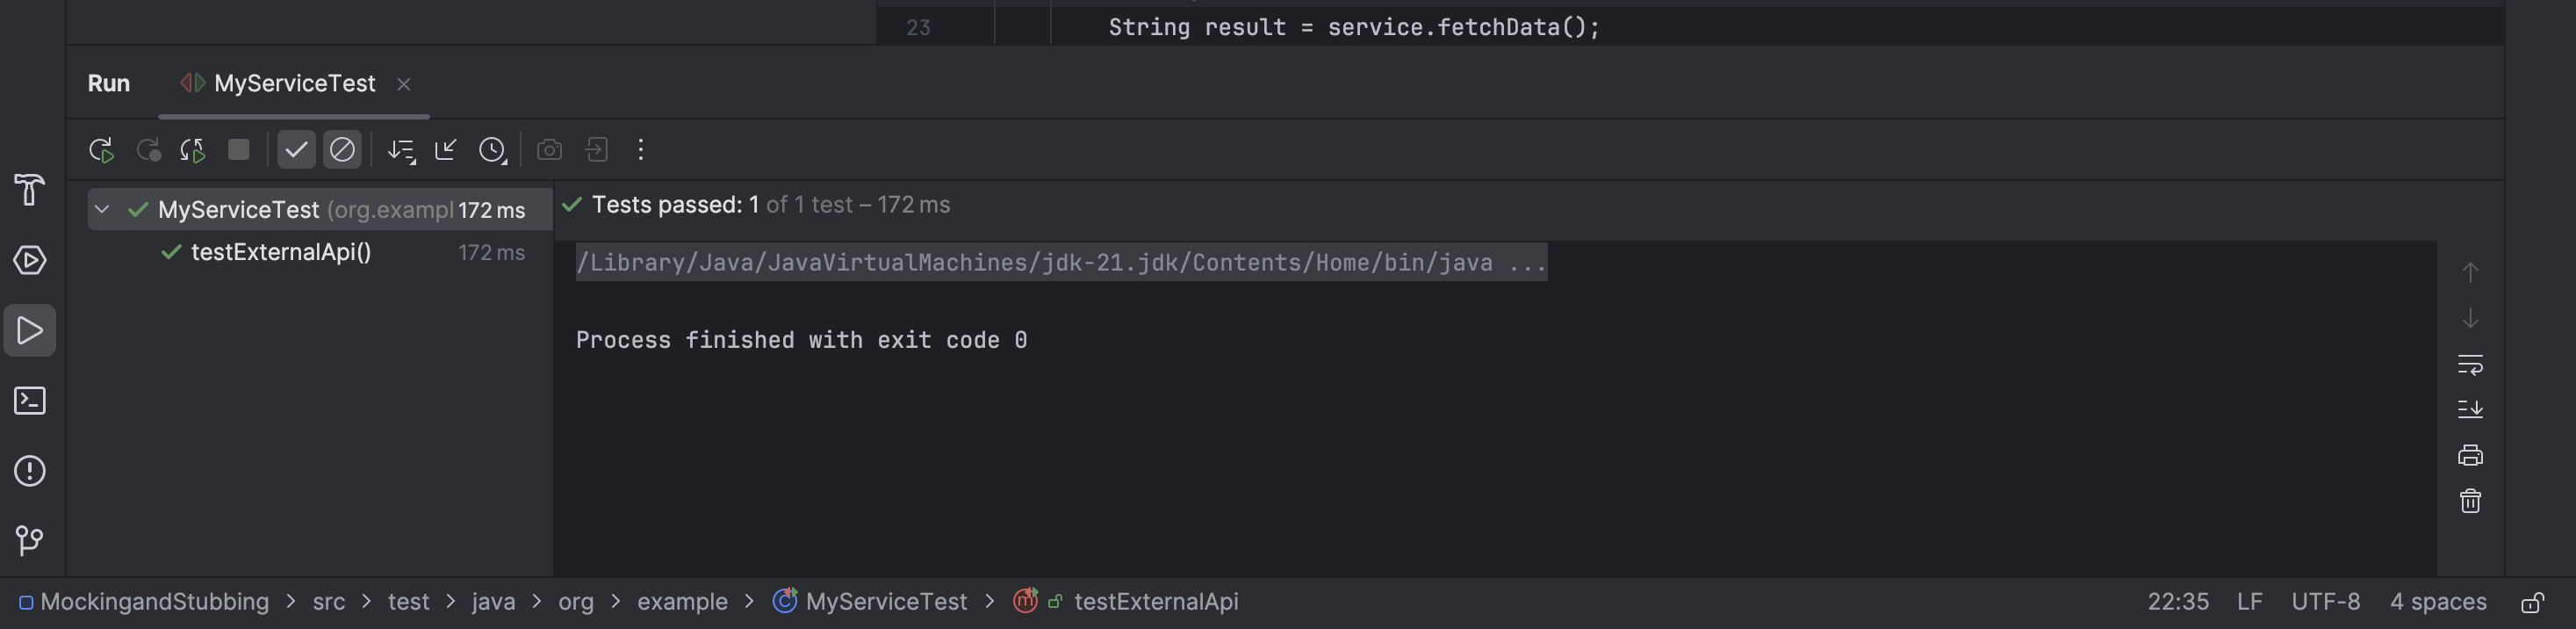 23 String result = service.fetchData();
Run MyServiceTest
MyServiceTest (org.exampl 172 ms
testExternalApi() 172 ms
Tests passed: 1 of 1 test – 172 ms
/Library/Java/JavaVirtualMachines/jdk-21.jdk/Contents/Home/bin/java ...
Process finished with exit code 0
MockingandStubbing > src > test > java > org > example > MyServiceTest > testExternalApi 22:35 LF UTF-8 4 spaces